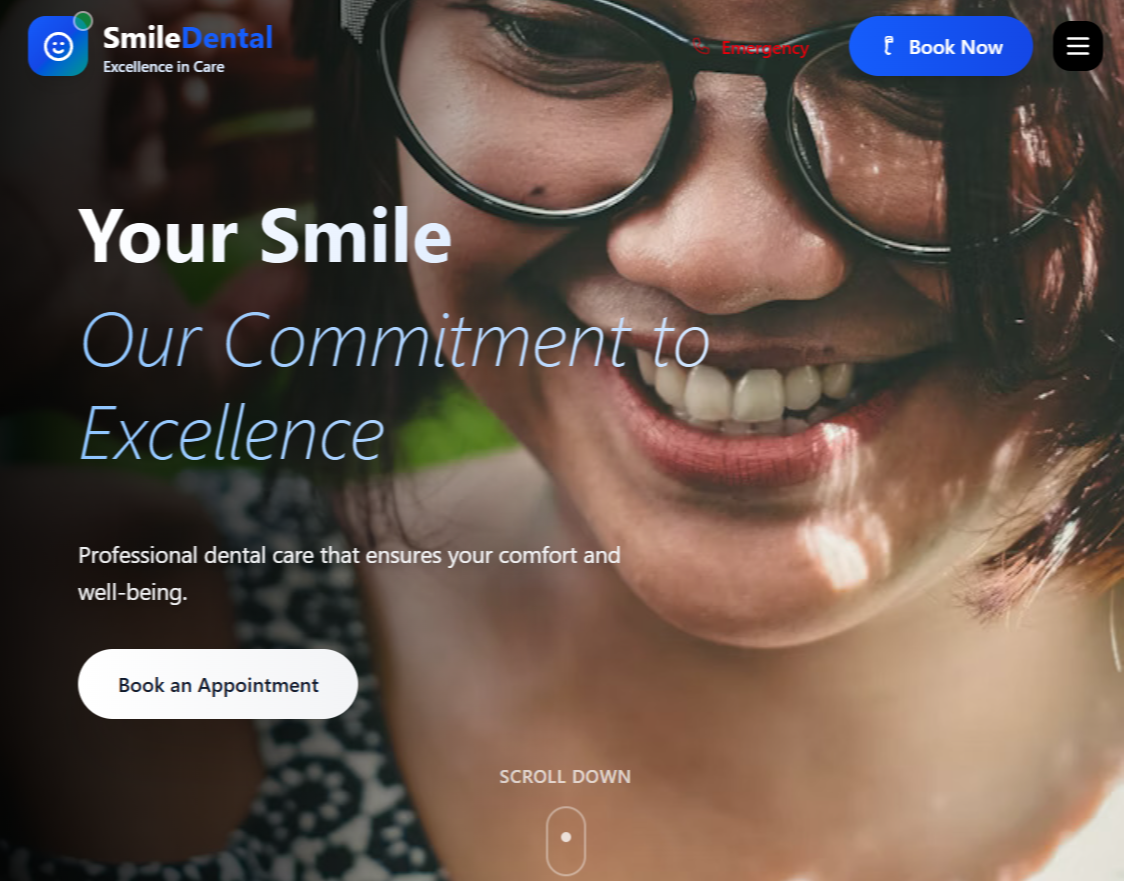 SmileDental
Excellence in Care
Emergency
Book Now
Your Smile
Our Commitment to
Excellence
Professional dental care that ensures your comfort and
well-being.
Book an Appointment
SCROLL DOWN